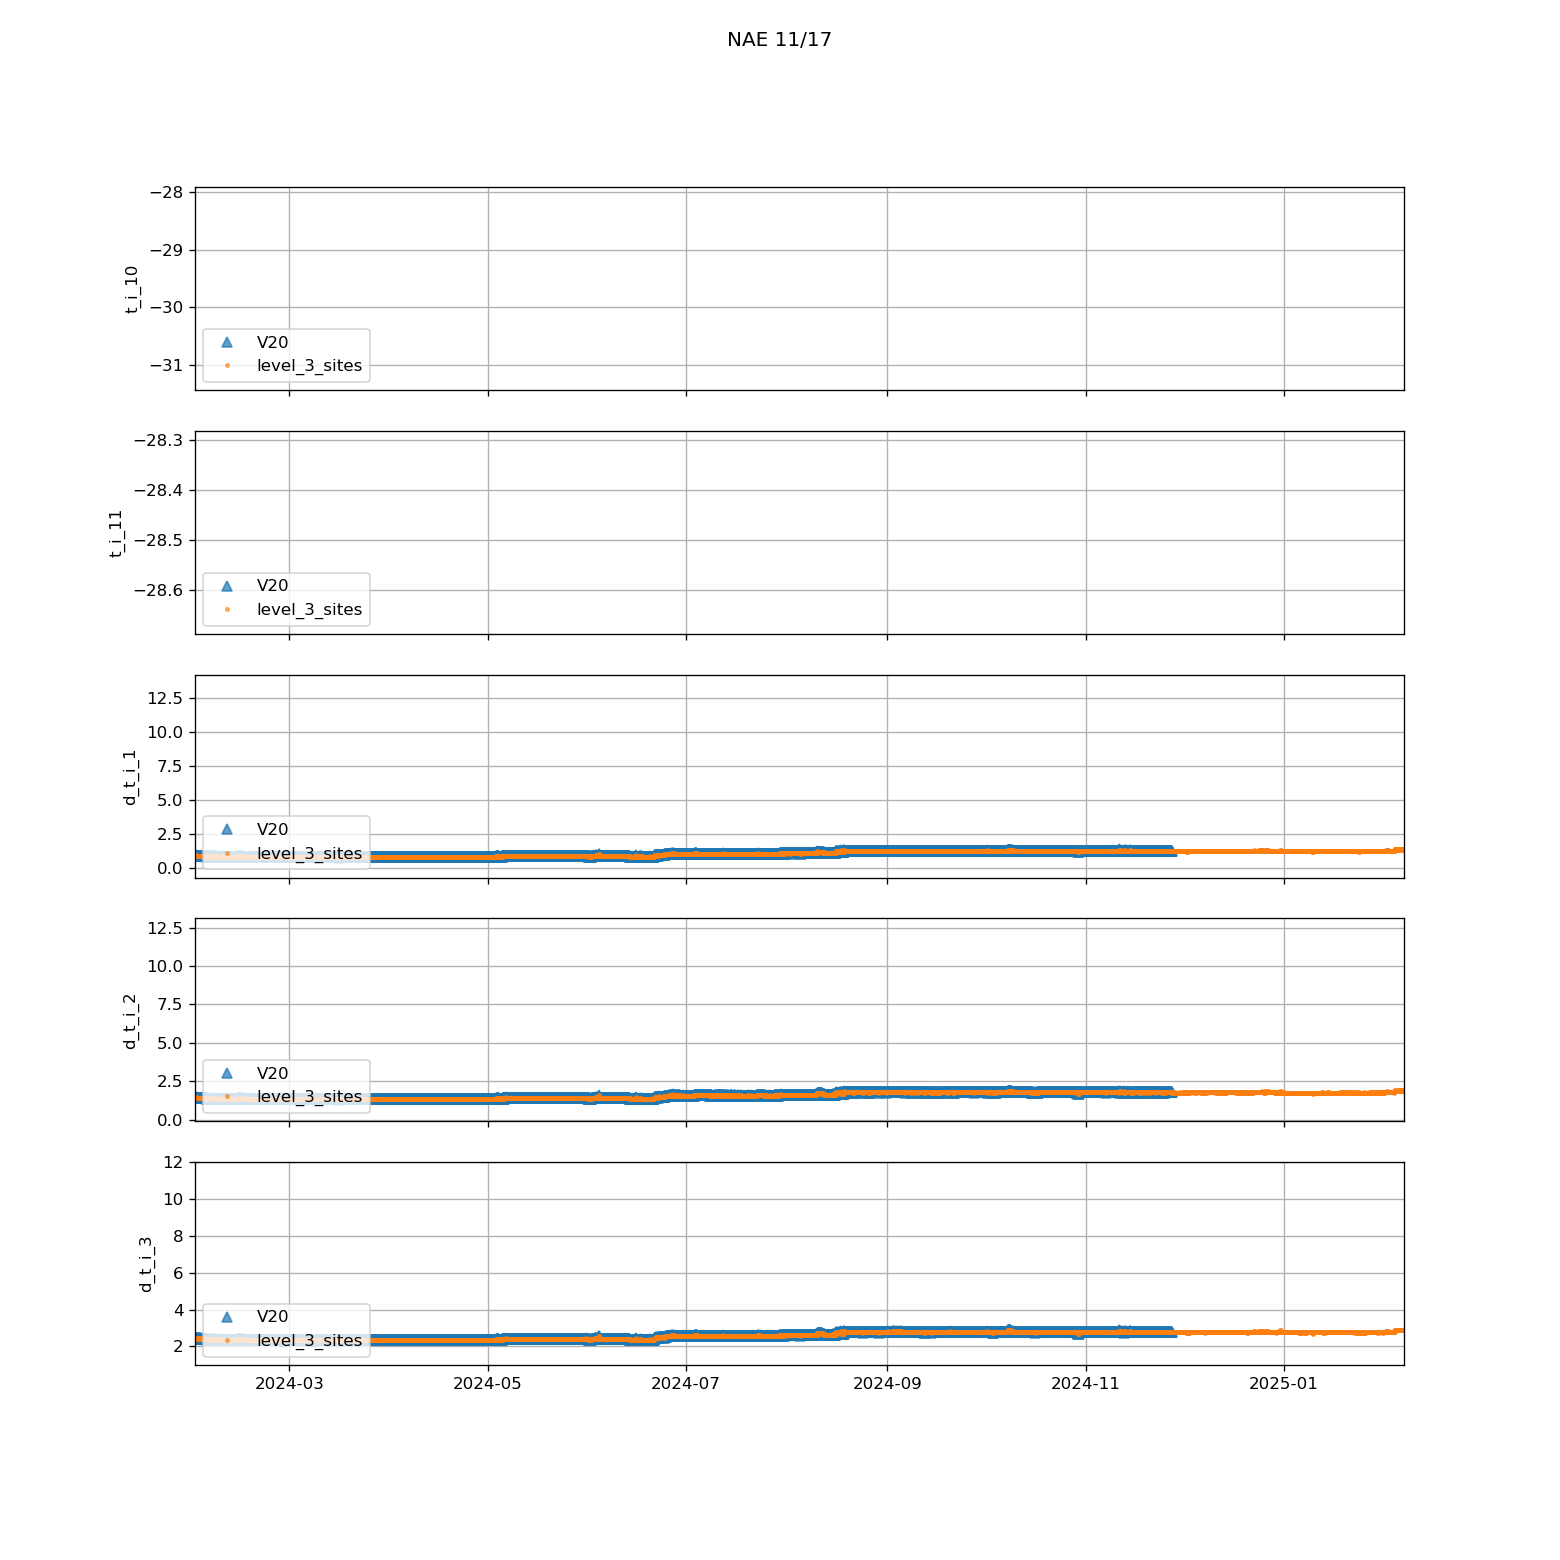 NAE 11/17
−28
−29
−30
−31
t_i_10
V20
level_3_sites
−28.3
−28.4
−28.5
−28.6
t_i_11
V20
level_3_sites
12.5
10.0
7.5
5.0
2.5
0.0
d_t_i_1
V20
level_3_sites
12.5
10.0
7.5
5.0
2.5
0.0
d_t_i_2
V20
level_3_sites
12
10
8
6
4
2
d_t_i_3
V20
level_3_sites
2024-03 2024-05 2024-07 2024-09 2024-11 2025-01